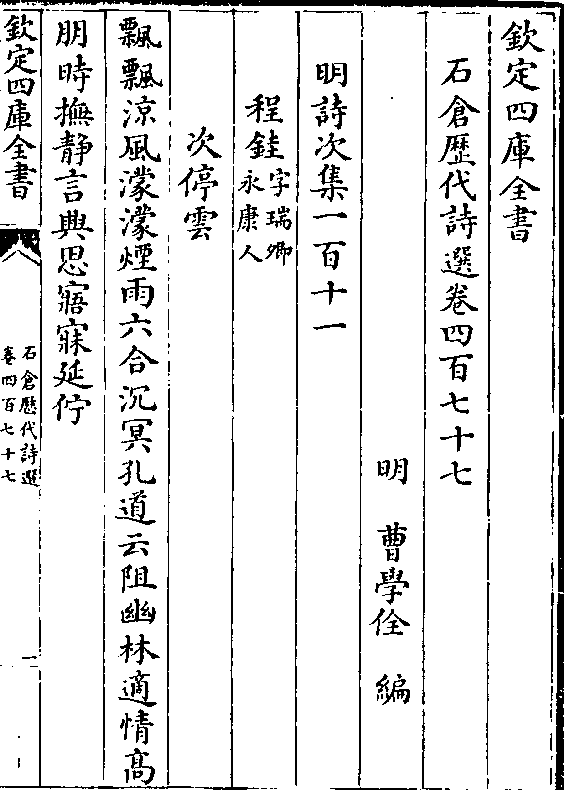 欽定四庫全書
石倉歴代詩選卷四百七十七
明 曹學佺 編
明詩次集一百十一
程銈字瑞卿永康人
次停雲
飄飄涼風濛濛煙雨六合沉冥孔道云阻幽林適情髙
朋時撫静言興思寤寐延佇
欽定四庫全書
石倉歴代詩選
卷四百七十七
一